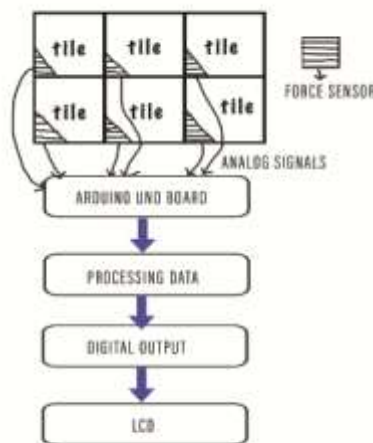 tile tile tile
tile tile tile
FORCE SENSOR
ANALOG SIGNALS
ARDUINO UNO BOARD
PROCESSING DATA
DIGITAL OUTPUT
LCD